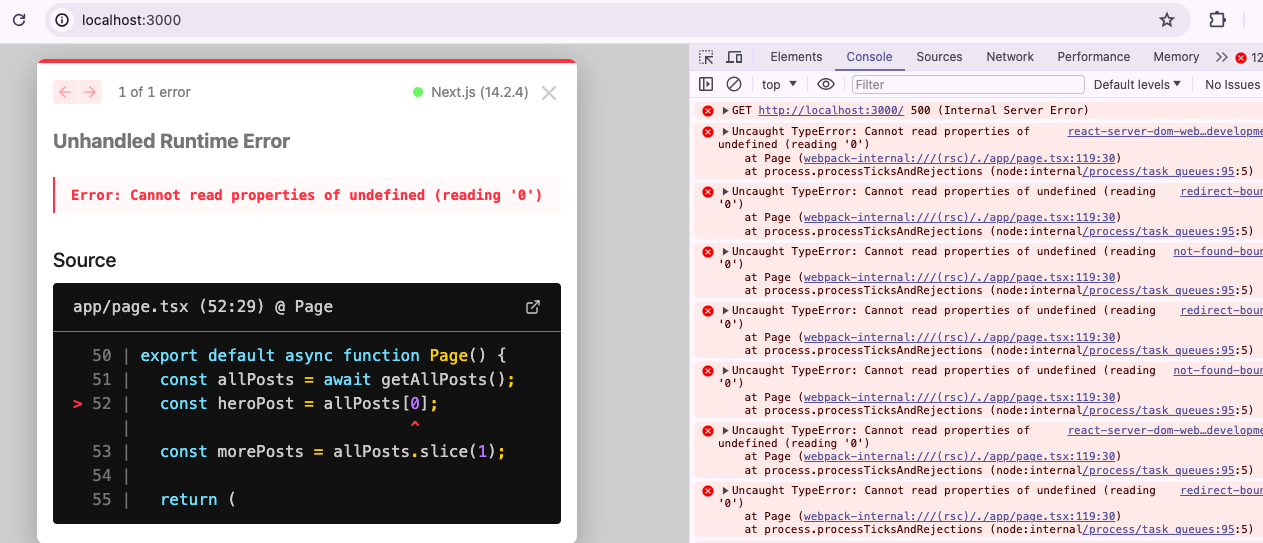 localhost:3000
1 of 1 error
Next.js (14.2.4)
Unhandled Runtime Error
Error: Cannot read properties of undefined (reading '0')
Source
app/page.tsx (52:29) @ Page
50 | export default async function Page() {
51 |   const allPosts = await getAllPosts();
> 52 |   const heroPost = allPosts[0];
|                             ^
53 |   const morePosts = allPosts.slice(1);
54 |
55 |   return (
Elements Console Sources Network Performance Memory 12
top Filter Default levels No Issues
GET http://localhost:3000/ 500 (Internal Server Error)
Uncaught TypeError: Cannot read properties of react-server-dom-web…developme
undefined (reading '0')
at Page (webpack-internal:///(rsc)/./app/page.tsx:119:30)
at process.processTicksAndRejections (node:internal/process/task_queues:95:5)
Uncaught TypeError: Cannot read properties of undefined (reading redirect-boun
'0')
at Page (webpack-internal:///(rsc)/./app/page.tsx:119:30)
at process.processTicksAndRejections (node:internal/process/task_queues:95:5)
Uncaught TypeError: Cannot read properties of undefined (reading not-found-boun
'0')
at Page (webpack-internal:///(rsc)/./app/page.tsx:119:30)
at process.processTicksAndRejections (node:internal/process/task_queues:95:5)
Uncaught TypeError: Cannot read properties of undefined (reading redirect-boun
'0')
at Page (webpack-internal:///(rsc)/./app/page.tsx:119:30)
at process.processTicksAndRejections (node:internal/process/task_queues:95:5)
Uncaught TypeError: Cannot read properties of undefined (reading not-found-boun
'0')
at Page (webpack-internal:///(rsc)/./app/page.tsx:119:30)
at process.processTicksAndRejections (node:internal/process/task_queues:95:5)
Uncaught TypeError: Cannot read properties of react-server-dom-web…developme
undefined (reading '0')
at Page (webpack-internal:///(rsc)/./app/page.tsx:119:30)
at process.processTicksAndRejections (node:internal/process/task_queues:95:5)
Uncaught TypeError: Cannot read properties of undefined (reading redirect-boun
'0')
at Page (webpack-internal:///(rsc)/./app/page.tsx:119:30)
at process.processTicksAndRejections (node:internal/process/task_queues:95:5)